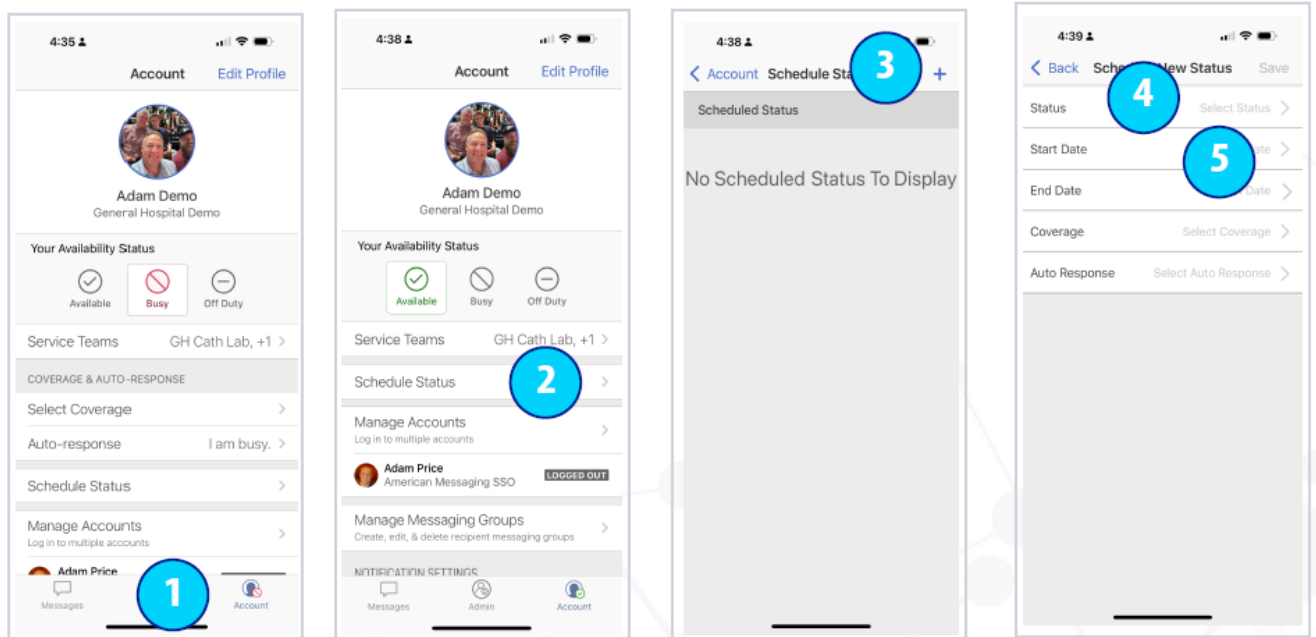 4:35
Account Edit Profile
Adam Demo
General Hospital Demo
Your Availability Status
Available Busy Off Duty
Service Teams GH Cath Lab, +1
COVERAGE & AUTO-RESPONSE
Select Coverage
Auto-response I am busy.
Schedule Status
Manage Accounts
Log in to multiple accounts
Adam Price
Messages 1 Account
4:38
Account Edit Profile
Adam Demo
General Hospital Demo
Your Availability Status
Available Busy Off Duty
Service Teams GH Cath Lab, +1
Schedule Status 2
Manage Accounts
Log in to multiple accounts
Adam Price
American Messaging SSO LOGGED OUT
Manage Messaging Groups
Create, edit, & delete recipient messaging groups
NOTIFICATION SETTINGS
Messages Admin Account
4:38
Account Schedule Sta 3 +
Scheduled Status
No Scheduled Status To Display
4:39
Back New Status Save
4
Status Select Status
Start Date
5
End Date Date
Coverage Select Coverage
Auto Response Select Auto Response